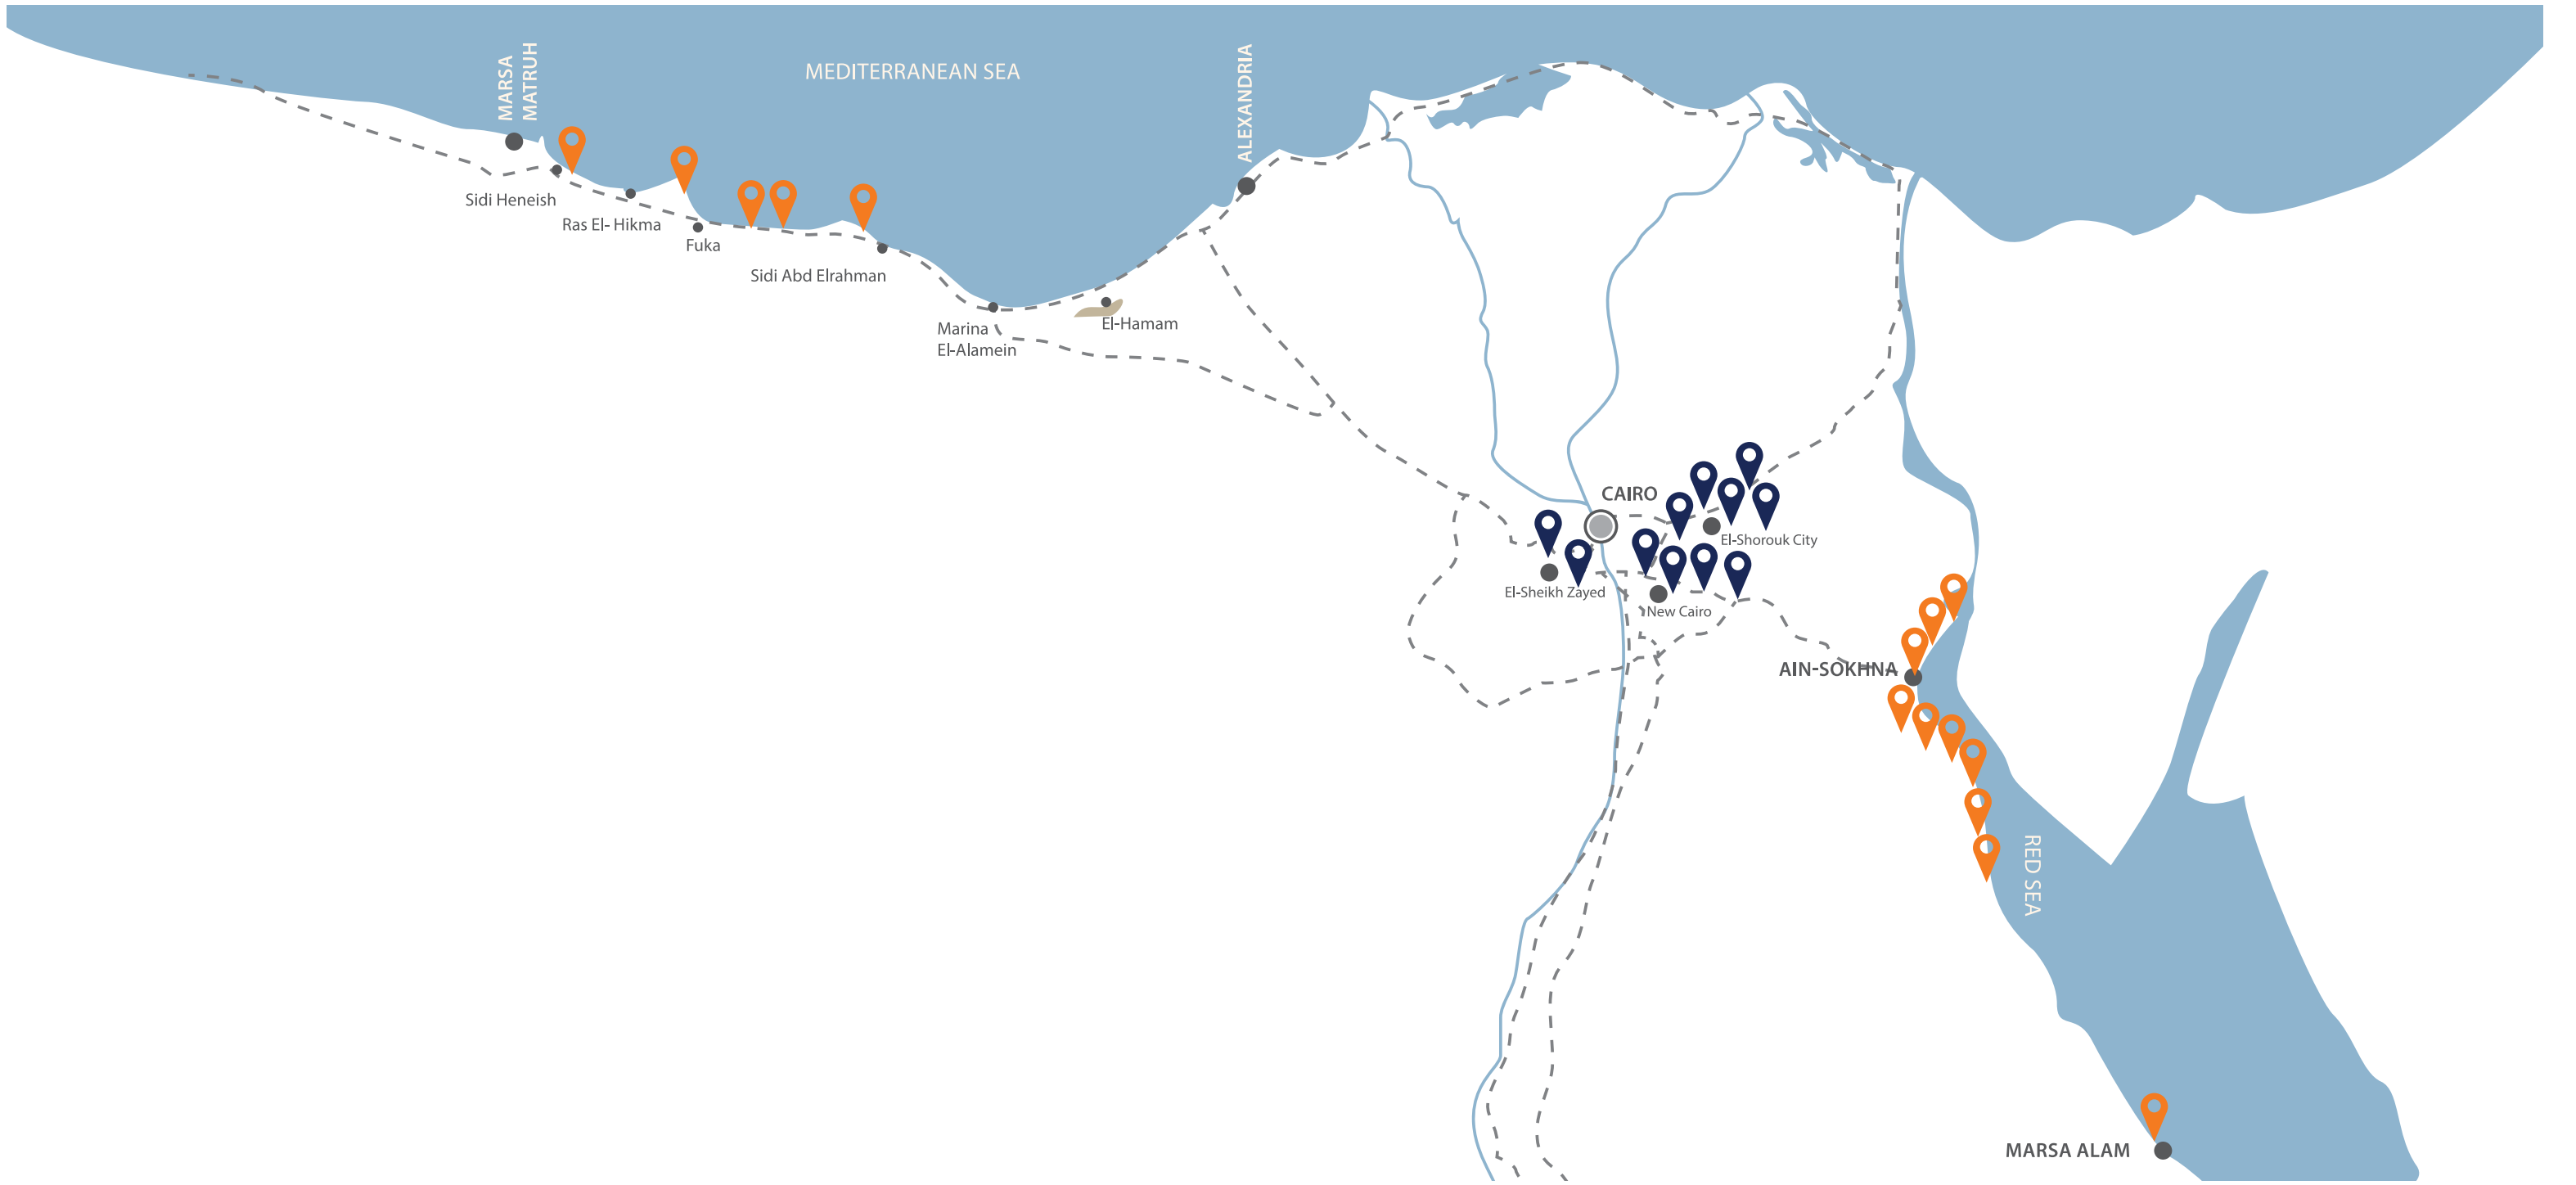 MARSA
MATRUH
MEDITERRANEAN SEA
ALEXANDRIA
Sidi Heneish
Ras El- Hikma
Fuka
Sidi Abd Elrahman
Marina
El-Alamein
El-Hamam
CAIRO
El-Shorouk City
El-Sheikh Zayed
New Cairo
AIN-SOKHNA
RED SEA
MARSA ALAM